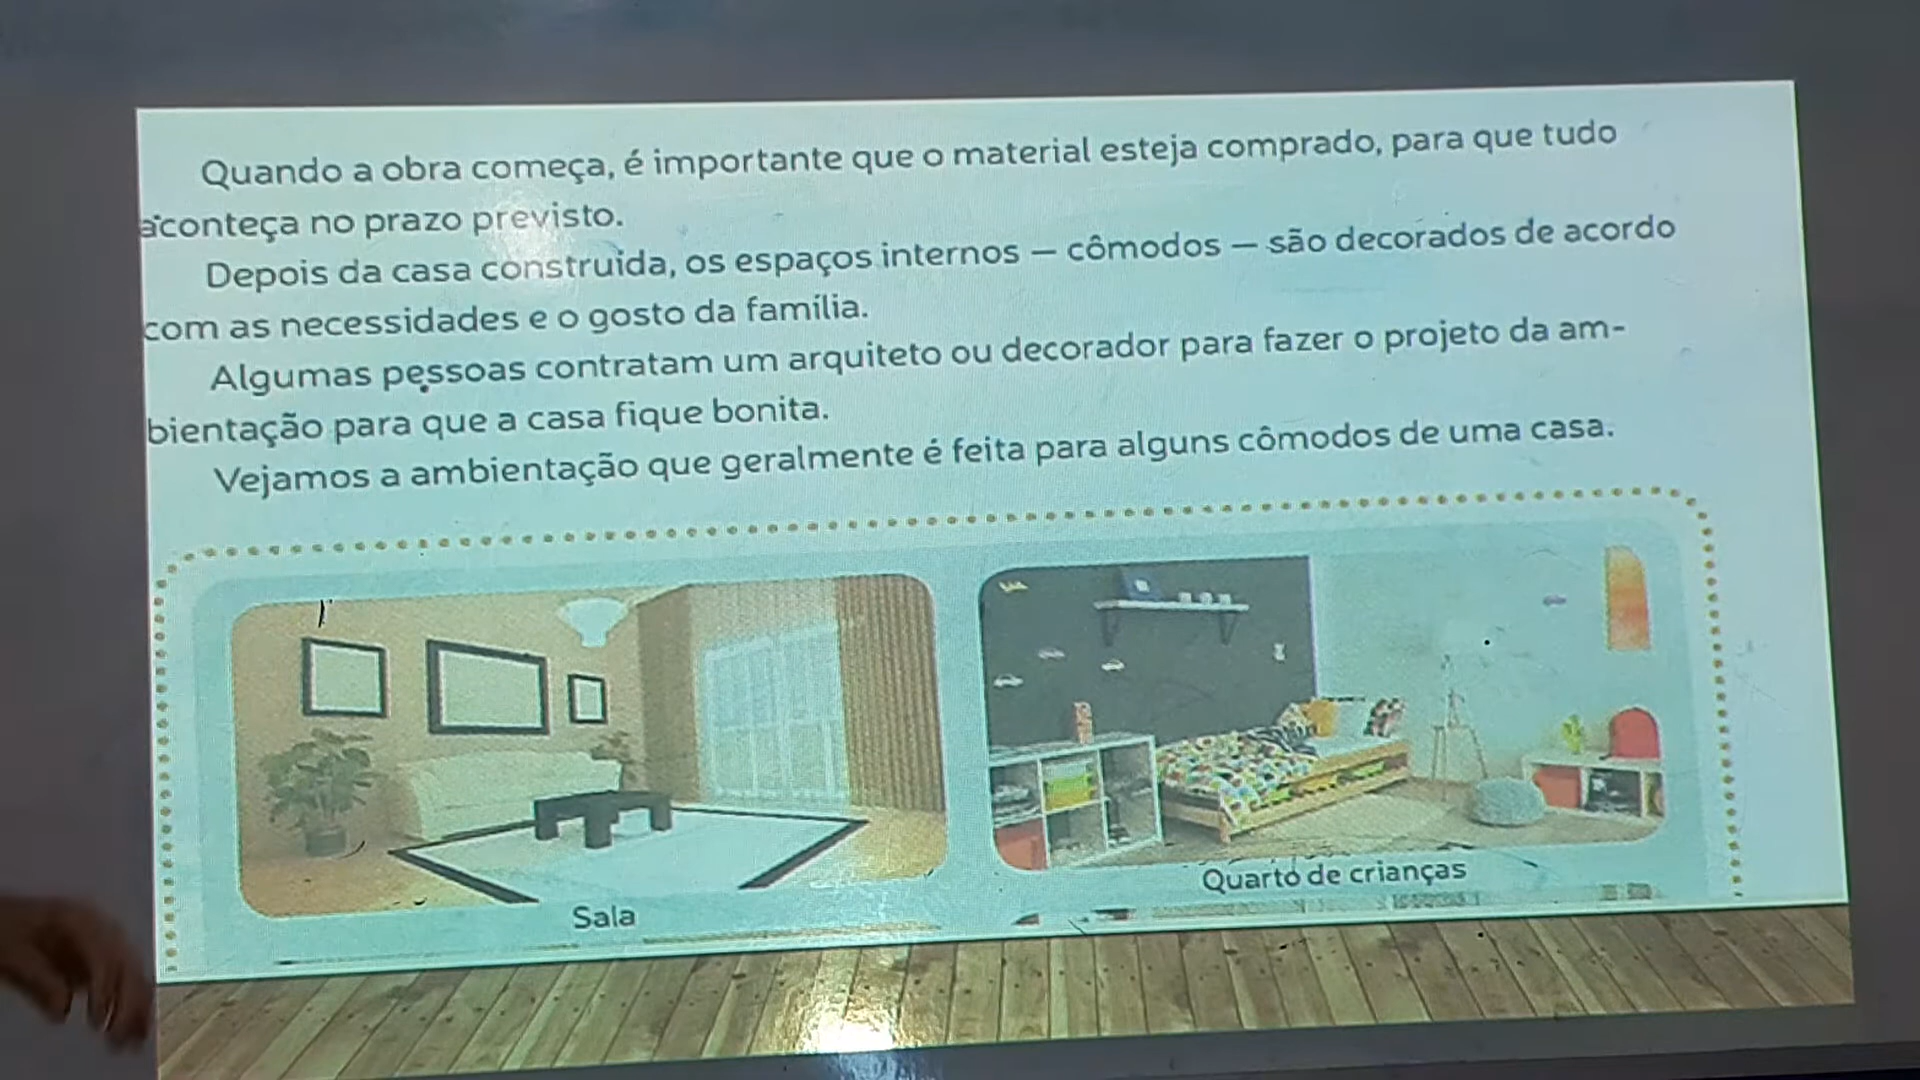 Quando a obra começa, é importante que o material esteja comprado, para que tudo
aconteça no prazo previsto.
Depois da casa construída, os espaços internos — cômodos — são decorados de acordo
com as necessidades e o gosto da família.
Algumas pessoas contratam um arquiteto ou decorador para fazer o projeto da am-
bientação para que a casa fique bonita.
Vejamos a ambientação que geralmente é feita para alguns cômodos de uma casa.
Sala
Quarto de crianças